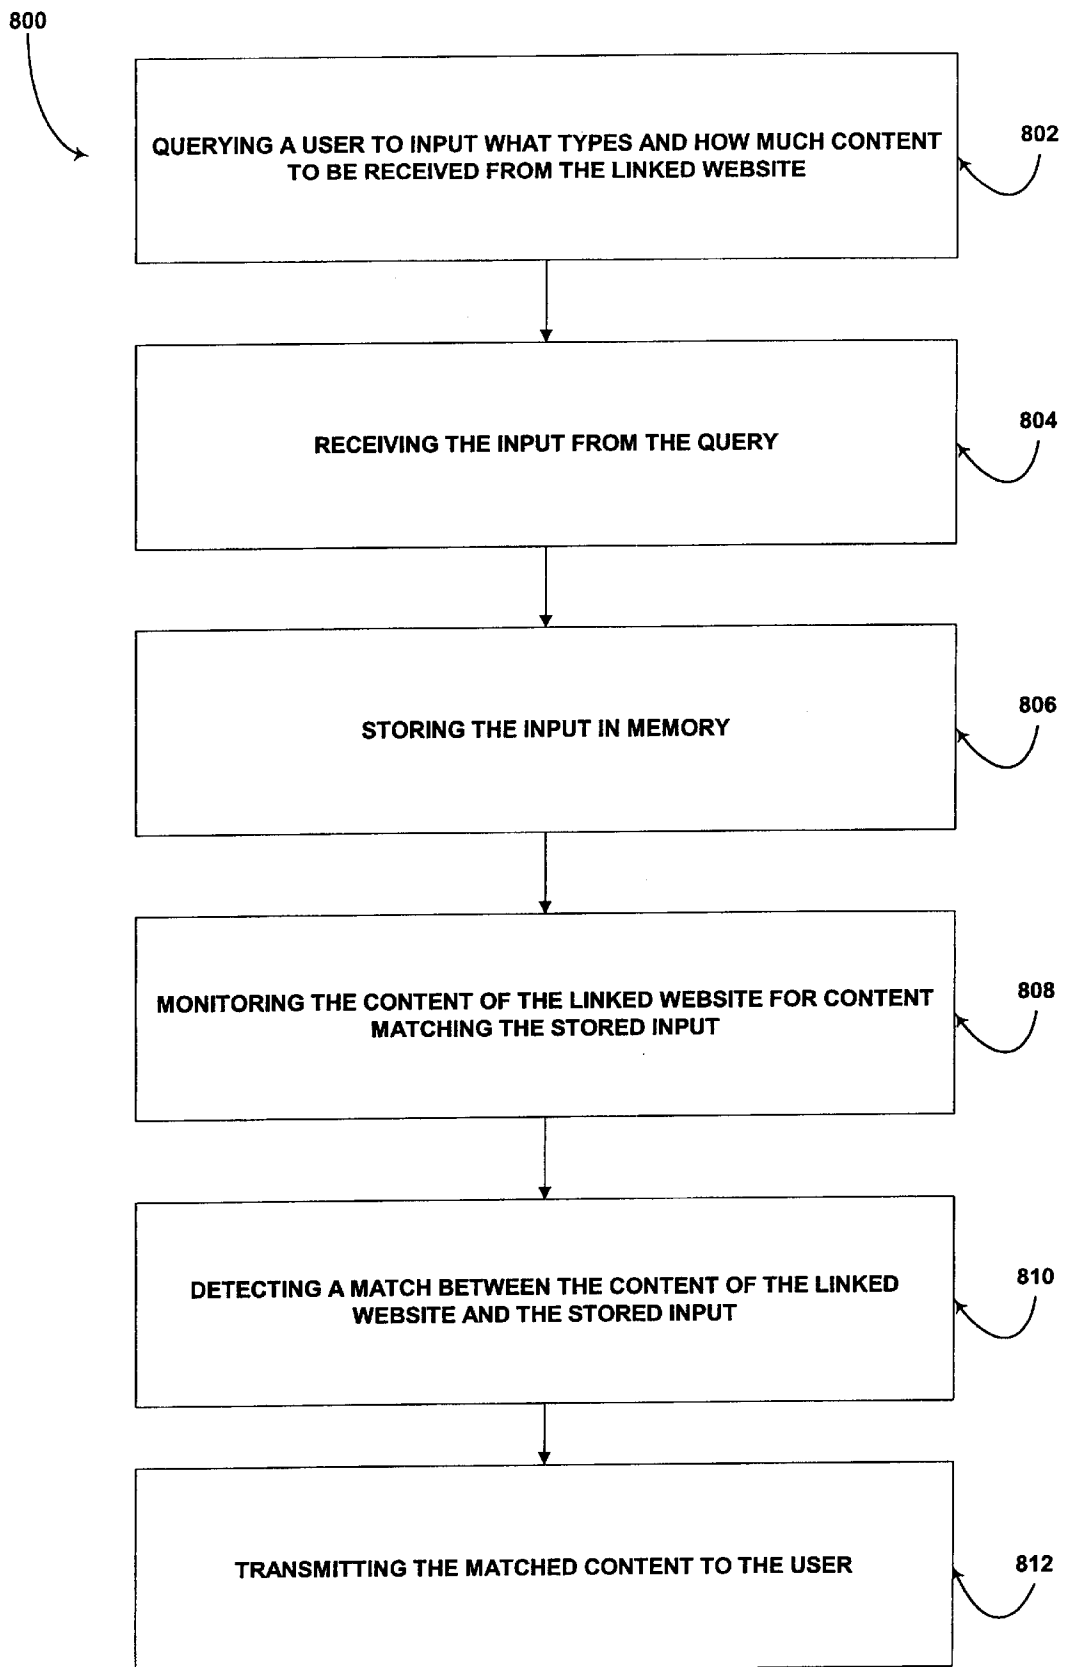 800
QUERYING A USER TO INPUT WHAT TYPES AND HOW MUCH CONTENT
TO BE RECEIVED FROM THE LINKED WEBSITE
802
RECEIVING THE INPUT FROM THE QUERY
804
STORING THE INPUT IN MEMORY
806
MONITORING THE CONTENT OF THE LINKED WEBSITE FOR CONTENT
MATCHING THE STORED INPUT
808
DETECTING A MATCH BETWEEN THE CONTENT OF THE LINKED
WEBSITE AND THE STORED INPUT
810
TRANSMITTING THE MATCHED CONTENT TO THE USER
812